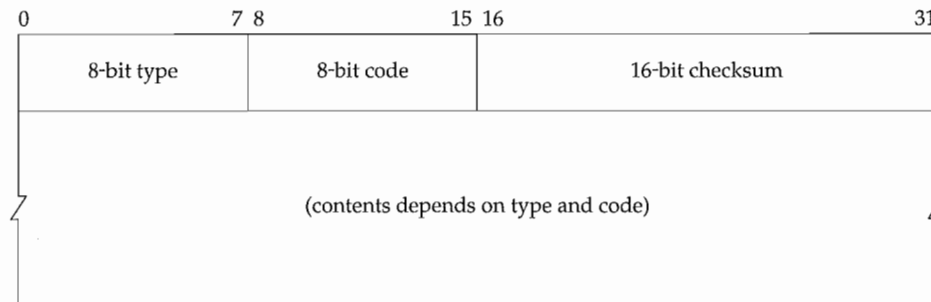 0 7 8 15 16 31
8-bit type 8-bit code 16-bit checksum
(contents depends on type and code)